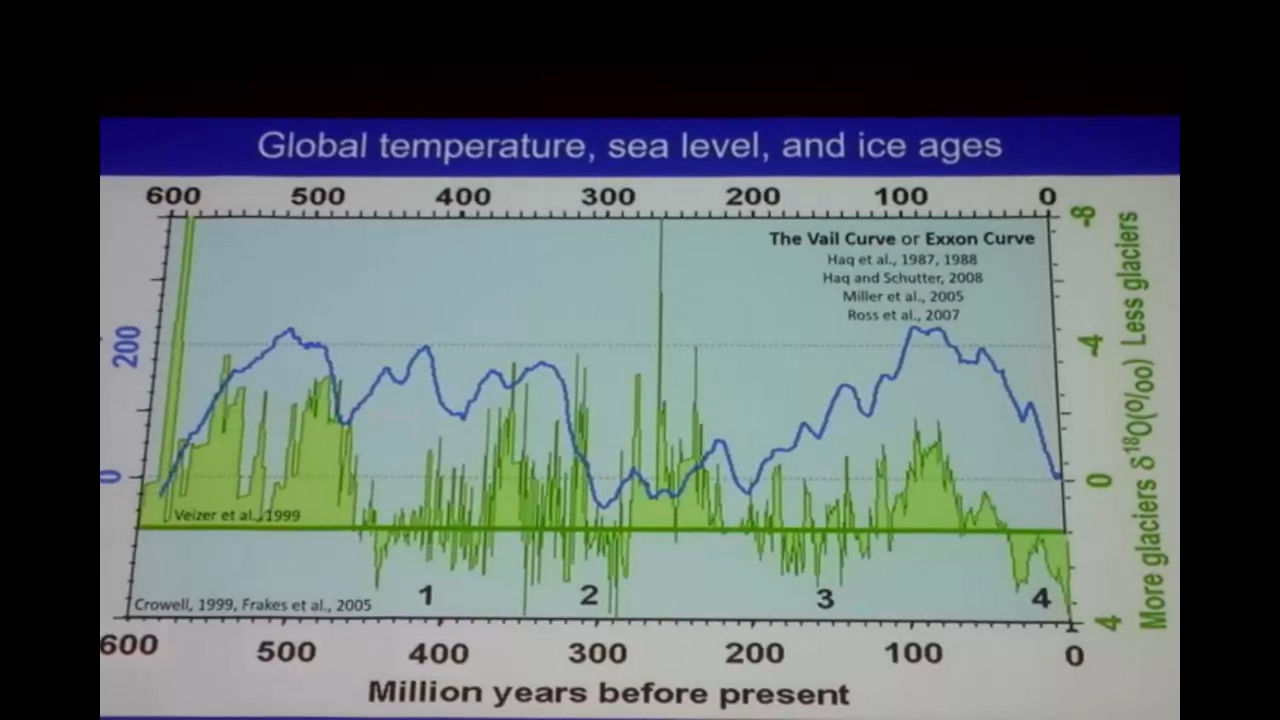 Global temperature, sea level, and ice ages
600 500 400 300 200 100 0
The Vail Curve or Exxon Curve
Haq et al., 1987, 1988
Haq and Schutter, 2008
Miller et al., 2005
Ross et al., 2007
200
0
-8
-4
0
4
More glaciers δ¹⁸O(⁰/₀₀) Less glaciers
Veizer et al., 1999
1 2 3 4
Crowell, 1999, Frakes et al., 2005
600 500 400 300 200 100 0
Million years before present